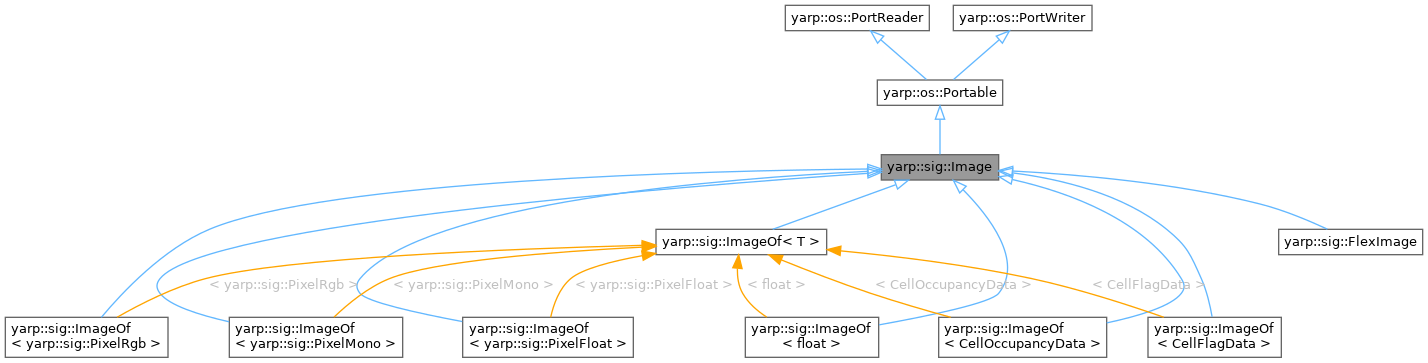 yarp::os::PortReader
yarp::os::PortWriter
yarp::os::Portable
yarp::sig::Image
yarp::sig::ImageOf< T >
yarp::sig::FlexImage
< yarp::sig::PixelRgb >
< yarp::sig::PixelMono >
< yarp::sig::PixelFloat >
< float >
< CellOccupancyData >
< CellFlagData >
yarp::sig::ImageOf
< yarp::sig::PixelRgb >
yarp::sig::ImageOf
< yarp::sig::PixelMono >
yarp::sig::ImageOf
< yarp::sig::PixelFloat >
yarp::sig::ImageOf
< float >
yarp::sig::ImageOf
< CellOccupancyData >
yarp::sig::ImageOf
< CellFlagData >